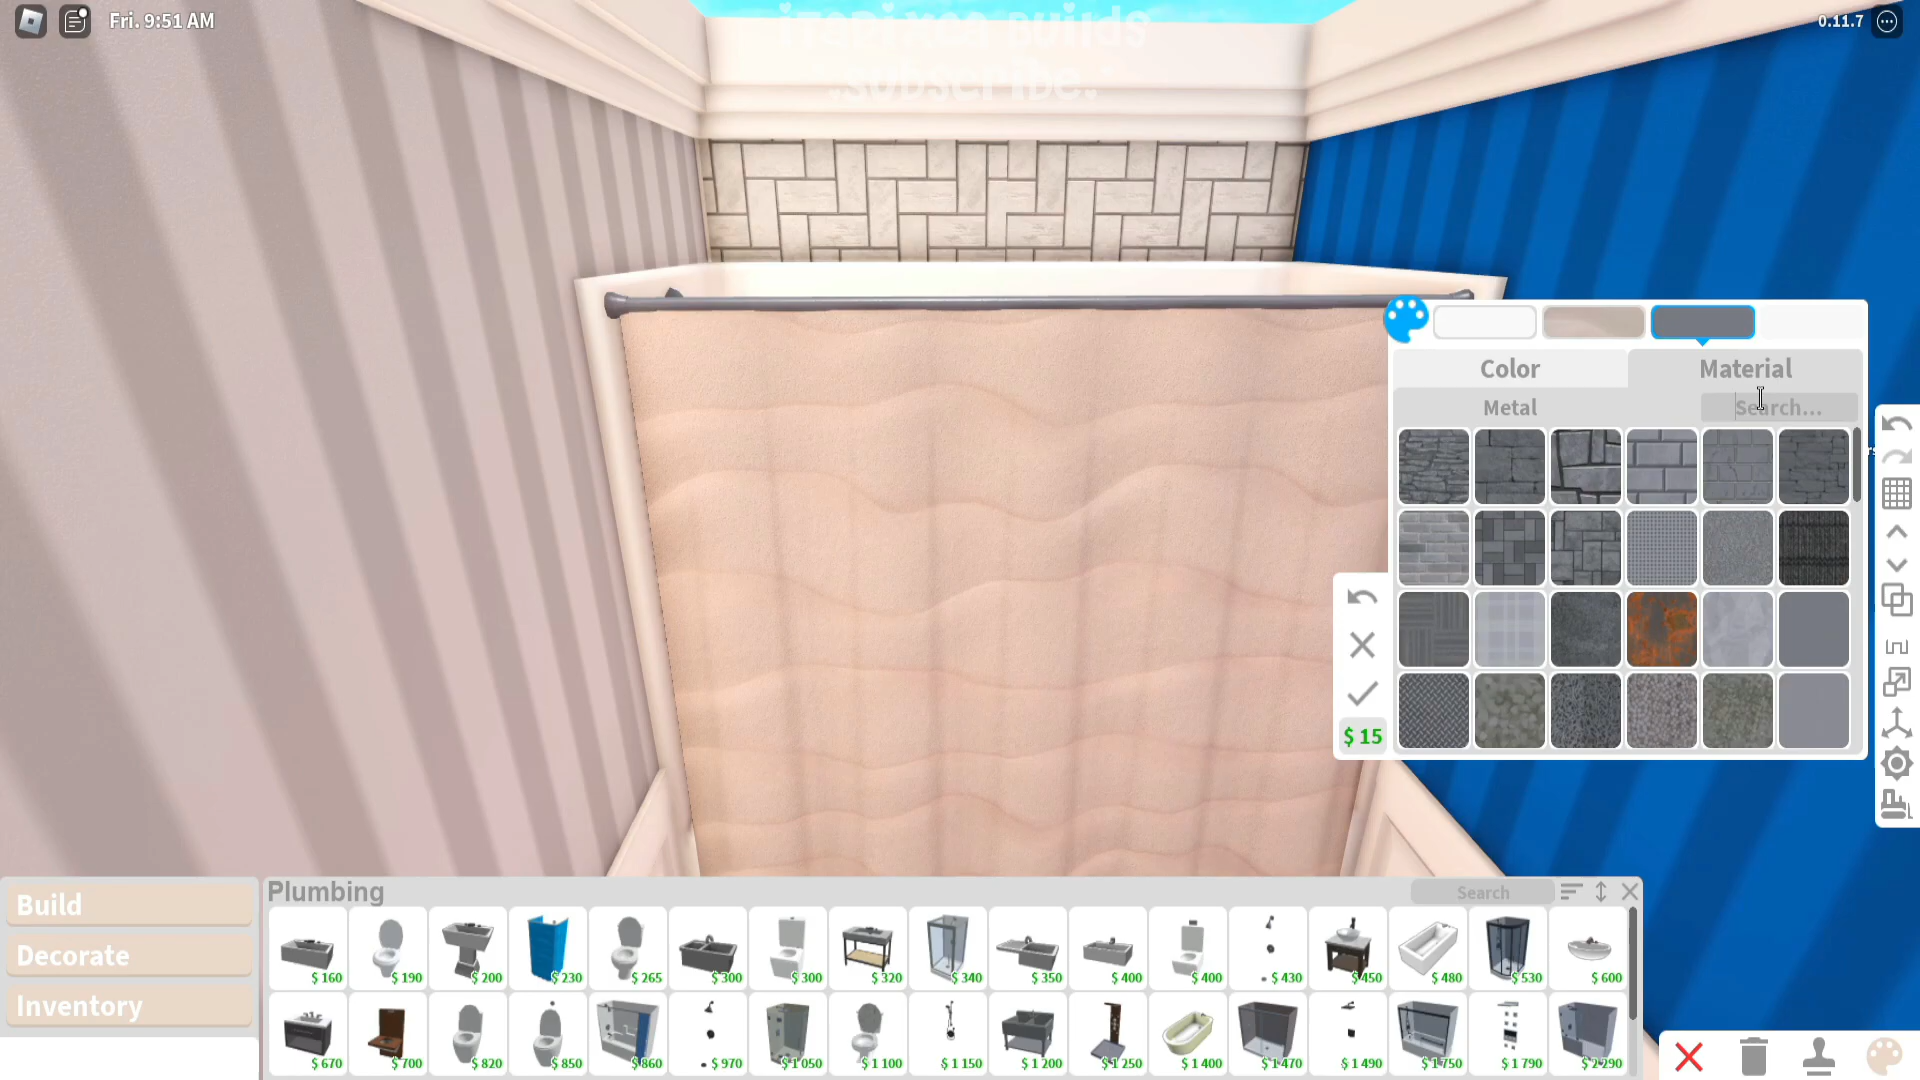 Fri. 9:51 AM
0.11.7
itapixca Builds
.subscribe.
Color
Material
Metal
Search...
$ 15
Plumbing
Search
Build
Decorate
Inventory
$ 160
$ 190
$ 200
$ 230
$ 265
$ 300
$ 300
$ 320
$ 340
$ 350
$ 400
$ 400
$ 430
$ 450
$ 480
$ 530
$ 600
$ 670
$ 700
$ 820
$ 850
$ 860
$ 970
$ 1 050
$ 1 100
$ 1 150
$ 1 200
$ 1 250
$ 1 400
$ 1 470
$ 1 490
$ 1 750
$ 1 790
$ 2 290